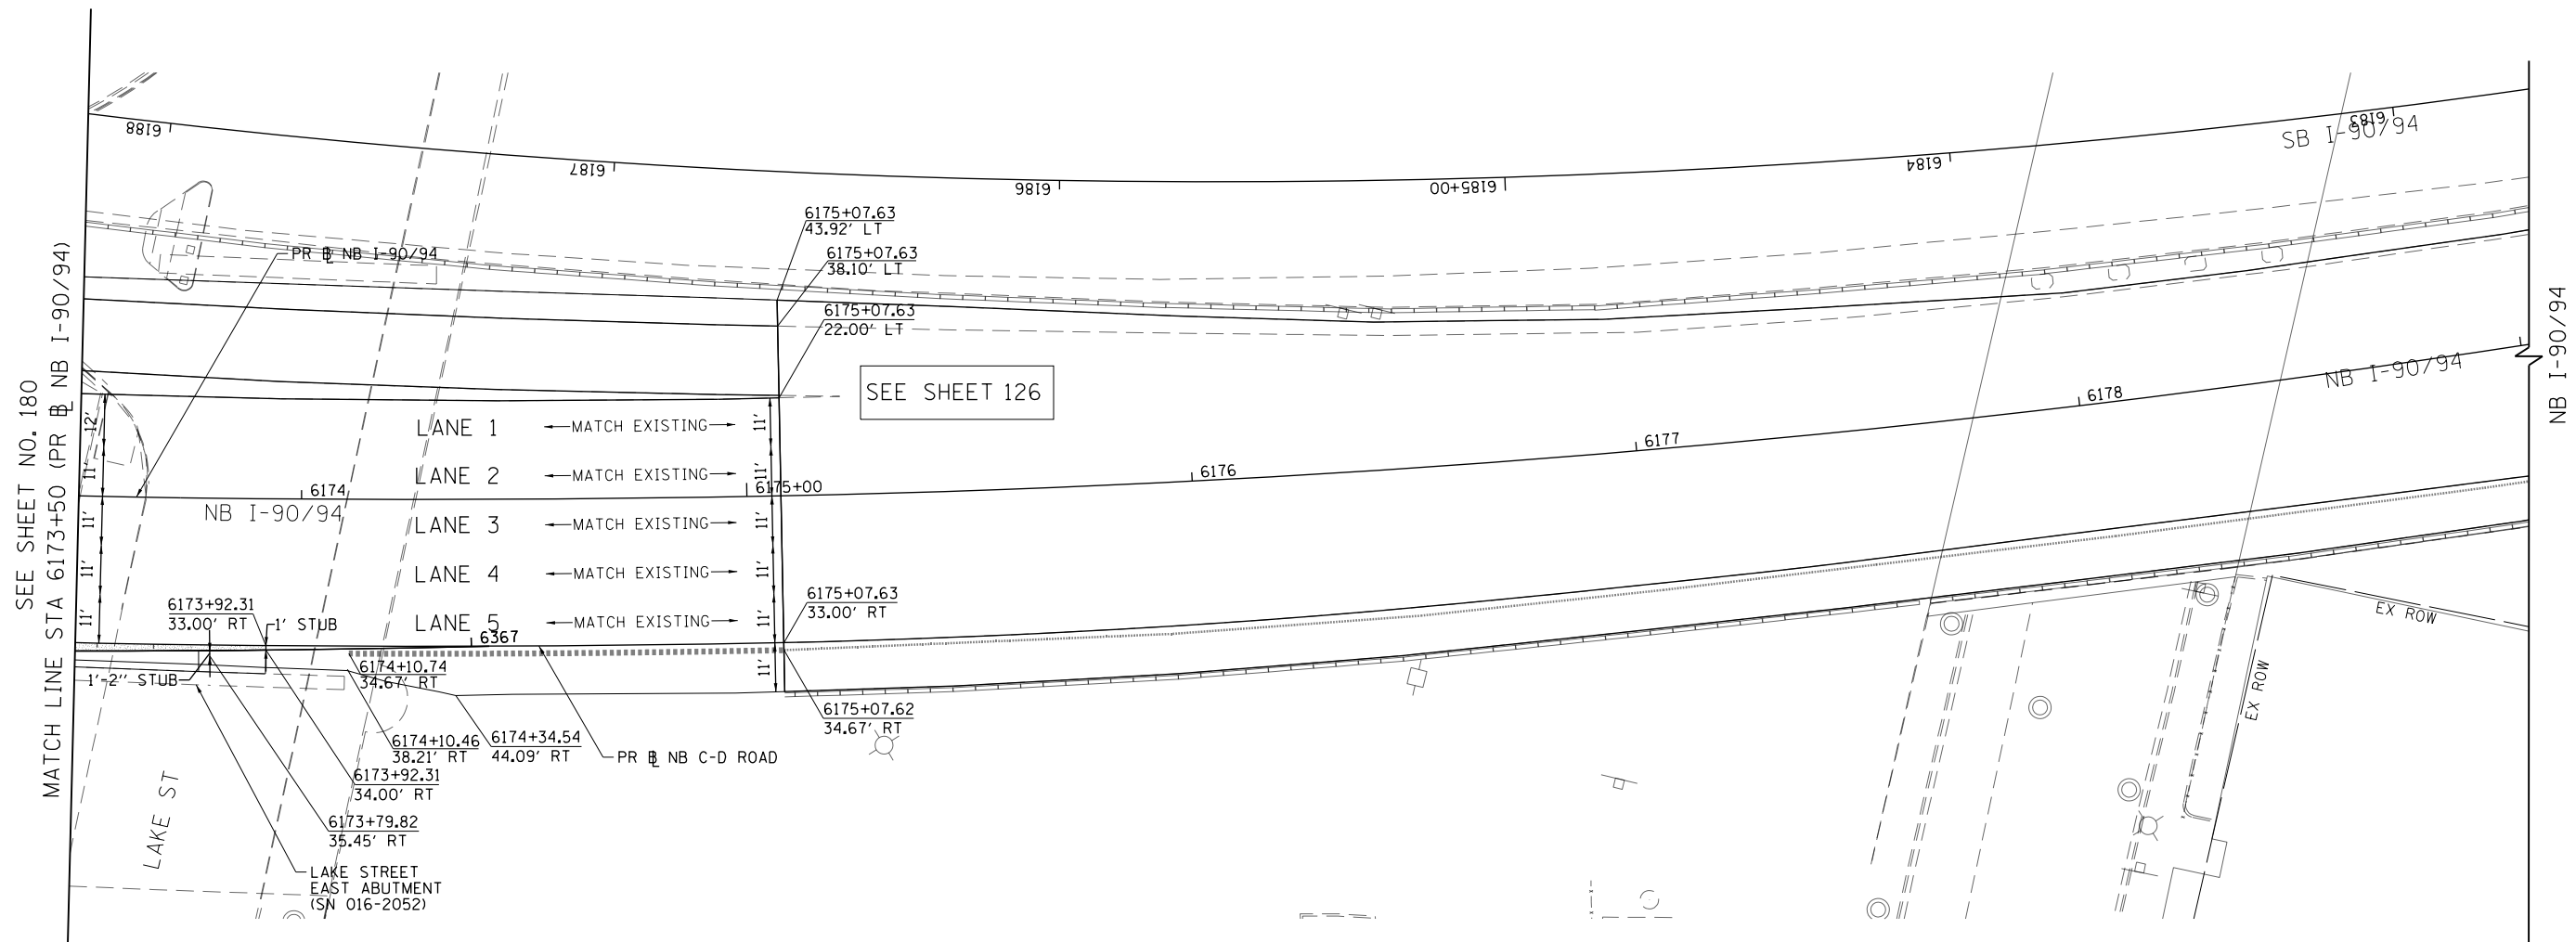 SEE SHEET NO. 180
MATCH LINE STA 6173+50 (PR B NB I-90/94)
6188
6187
6186
6185+00
6184
6183
SB I-90/94
PR B NB I-90/94
6175+07.63
43.92' LT
6175+07.63
38.10' LT
6175+07.63
22.00' LT
SEE SHEET 126
12'
11'
11'
11'
11'
LANE 1
MATCH EXISTING
11'
LANE 2
MATCH EXISTING
11'
6174
6175+00
6176
6177
6178
NB I-90/94
NB I-90/94
LANE 3
MATCH EXISTING
11'
LANE 4
MATCH EXISTING
11'
LANE 5
MATCH EXISTING
11'
11'
6367
6173+92.31
33.00' RT
1' STUB
1'-2" STUB
6175+07.63
33.00' RT
6174+10.74
34.67' RT
6174+10.46
38.21' RT
6174+34.54
44.09' RT
6175+07.62
34.67' RT
PR B NB C-D ROAD
6173+92.31
34.00' RT
6173+79.82
35.45' RT
LAKE STREET
EAST ABUTMENT
(SN 016-2052)
LAKE ST
EX ROW
EX ROW
NB I-90/94